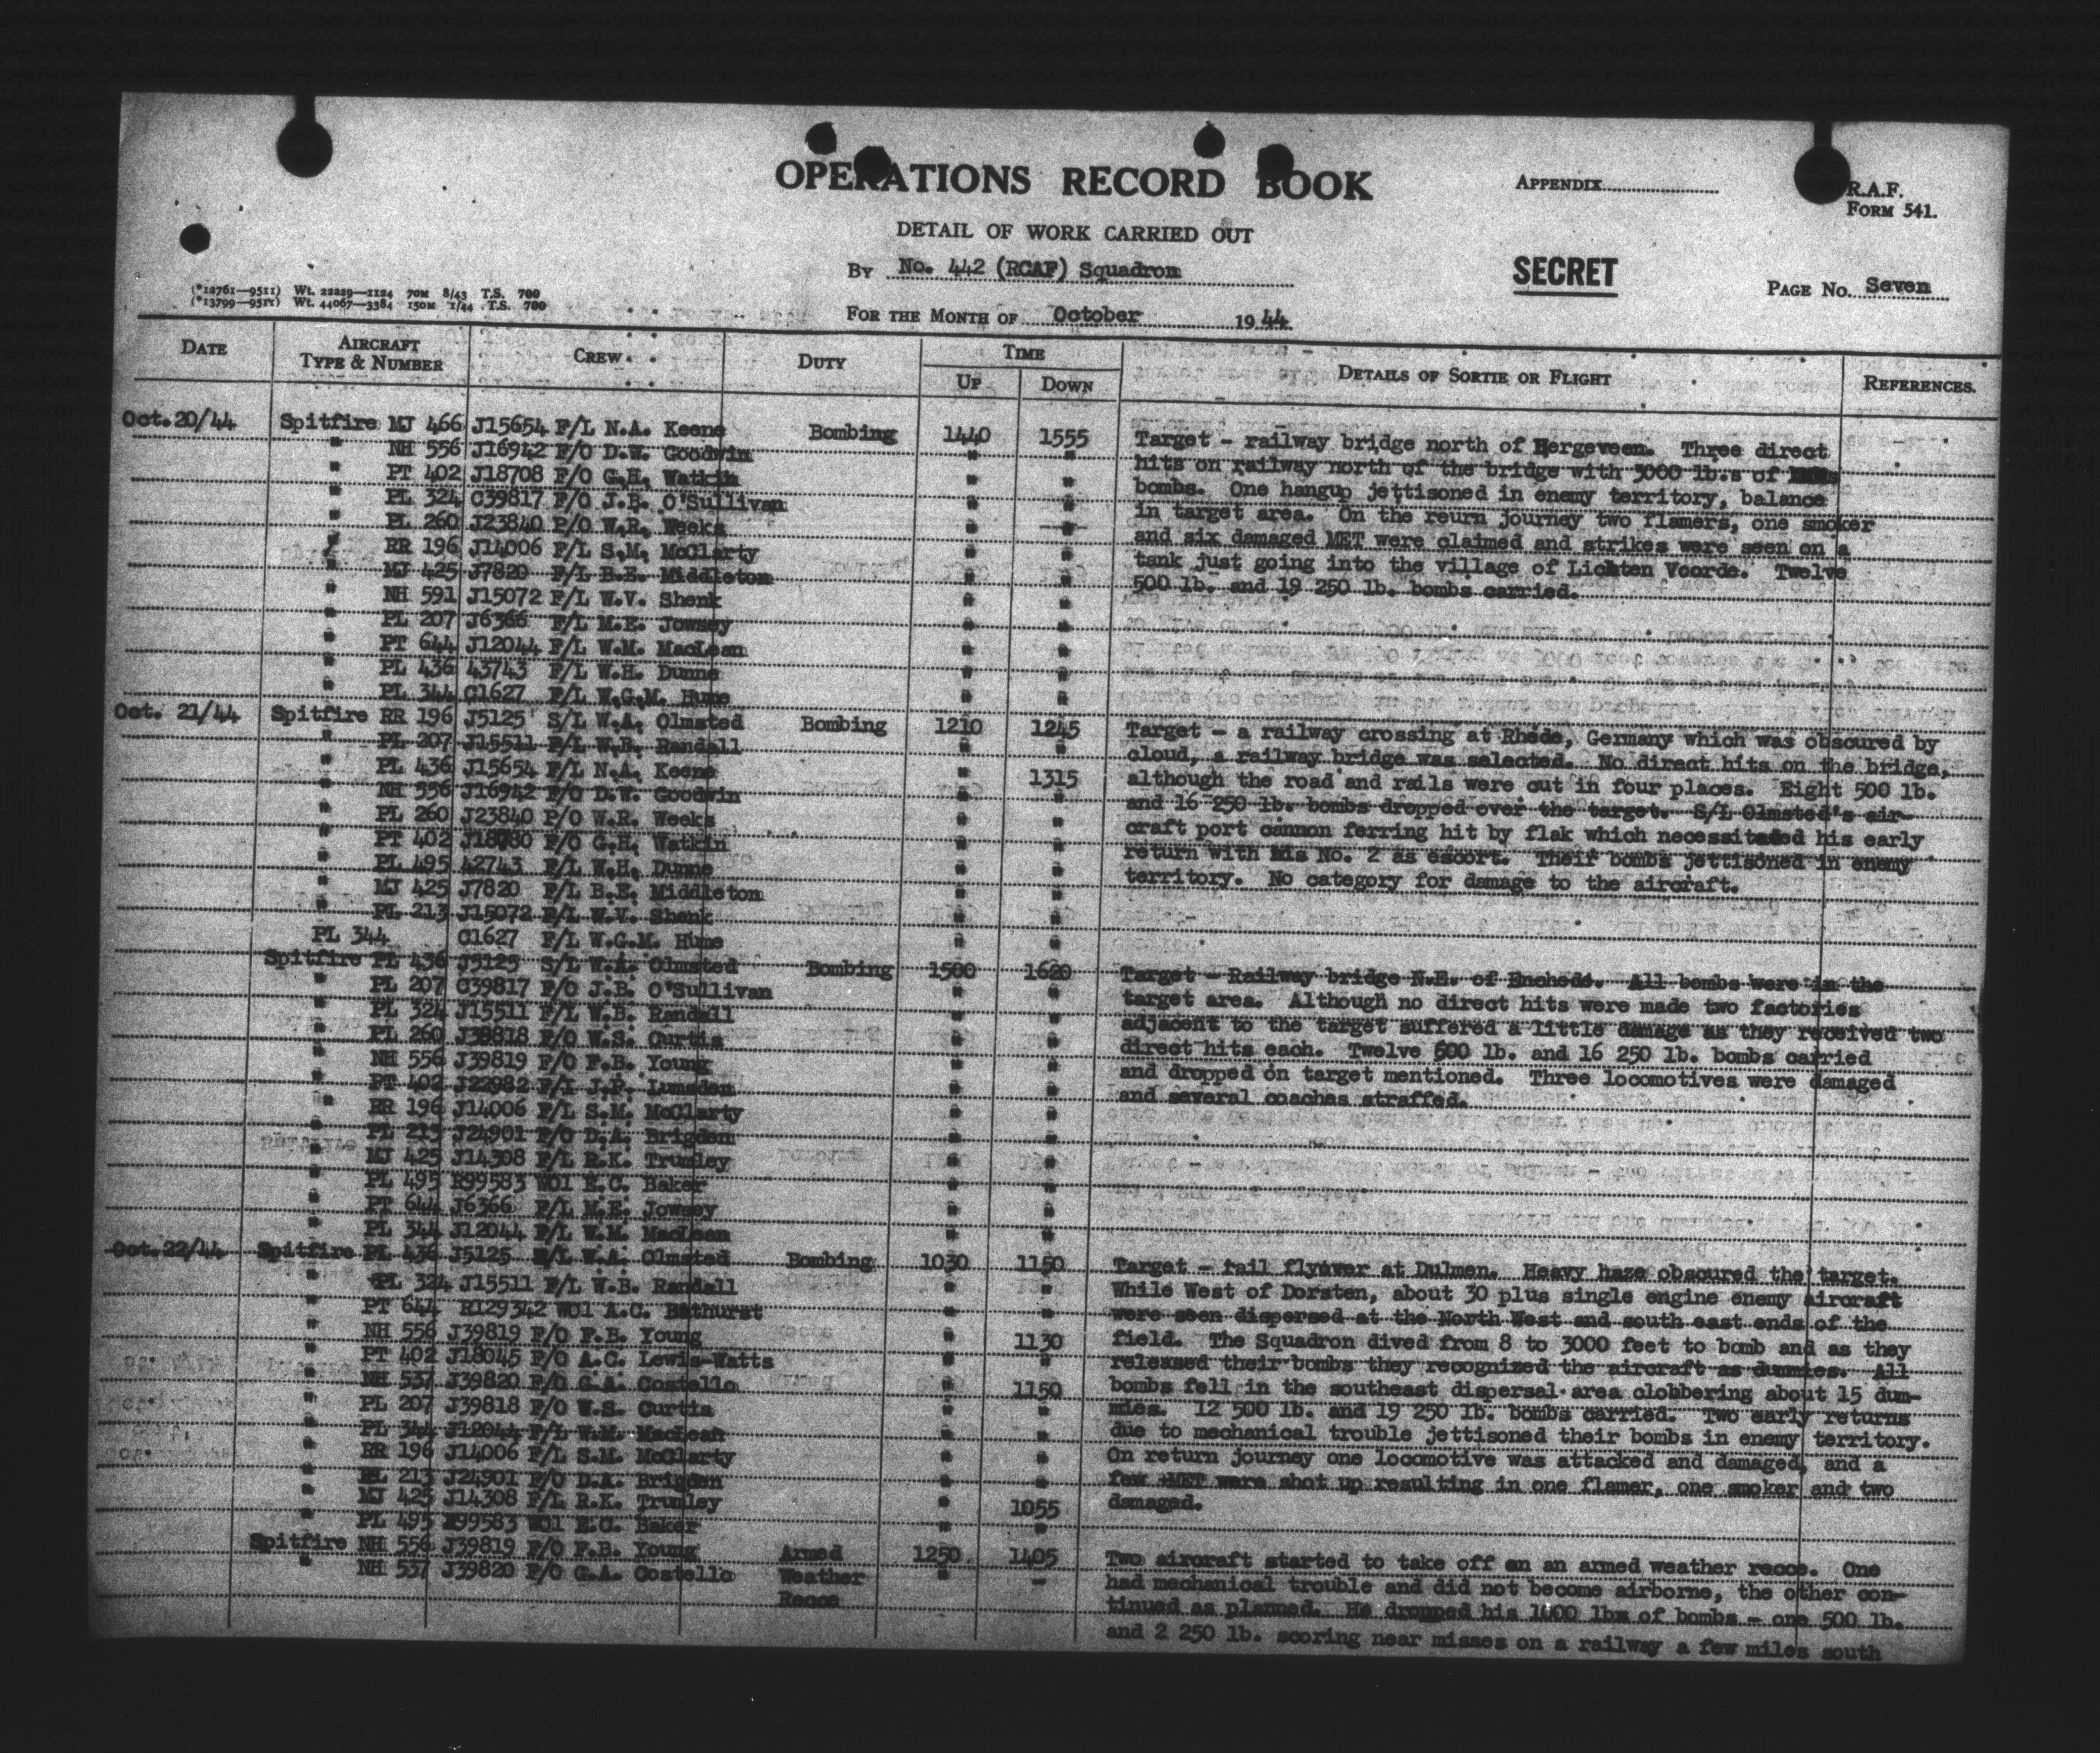 OPERATIONS RECORD BOOK
APPENDIX
R.A.F.
FORM 541.
DETAIL OF WORK CARRIED OUT
BY No. 442 (RCAF) Squadron
SECRET
PAGE No. Seven
(*12761—9511) Wt. 22229—1124 70M 8/43 T.S. 700
(*13799—9511) Wt. 44067—3384 150M 1/44 T.S. 700
FOR THE MONTH OF October 1944
DATE AIRCRAFT TYPE & NUMBER CREW DUTY TIME UP DOWN DETAILS OF SORTIE OR FLIGHT REFERENCES.
Oct.20/44 Spitfire MJ 466 J15654 F/L N.A. Keene Bombing 1440 1555
" NH 556 J16942 F/O D.W. Goodwin " "
" PT 402 J18708 F/O G.H. Watkin " "
" PL 324 C39817 F/O J.B. O'Sullivan " "
" PL 260 J23840 P/O W.R. Weeks " —
" RR 196 J14006 F/L S.M. McClarty " "
" MJ 425 J7820 F/L B.E. Middleton " "
" NH 591 J15072 F/L W.V. Shenk " "
" PL 207 J6366 F/L M.E. Jowsey " "
" PT 644 J12044 F/L W.M. MacLean " "
" PL 436 43743 F/L W.H. Dunne " "
" PL 344 C1627 F/L W.G.M. Hume " "
Target - railway bridge north of Hergeveen. Three direct
hits on railway north of the bridge with 3000 lb.s of
bombs. One hangup jettisoned in enemy territory, balance
in target area. On the reurn journey two flamers, one smoker
and six damaged MET were claimed and strikes were seen on a
tank just going into the village of Lichten Voorde. Twelve
500 lb. and 19 250 lb. bombs carried.
Oct. 21/44 Spitfire RR 196 J5125 S/L W.A. Olmsted Bombing 1210 1245
" PL 207 J15511 F/L W.B. Randall " "
" PL 436 J15654 F/L N.A. Keene " 1315
" NH 556 J16942 F/O D.W. Goodwin " "
" PL 260 J23840 P/O W.R. Weeks " "
" PT 402 J18780 F/O G.H. Watkin " "
" PL 495 42743 F/L W.H. Dunne " "
" MJ 425 J7820 F/L B.E. Middleton " "
" PL 213 J15072 F/L W.V. Shenk " "
PL 344 C1627 F/L W.G.M. Hume " "
Target - a railway crossing at Rhede, Germany which was obscured by
cloud, a railway bridge was selected. No direct hits on the bridge,
although the road and rails were cut in four places. Eight 500 lb.
and 16 250 lb. bombs dropped over the target. S/L Olmsted's air-
craft port cannon ferring hit by flak which necessitated his early
return with his No. 2 as escort. Their bombs jettisoned in enemy
territory. No category for damage to the aircraft.
Spitfire PL 436 J5125 S/L W.A. Olmsted Bombing 1500 1620
" PL 207 C39817 F/O J.B. O'Sullivan " "
" PL 324 J15511 F/L W.B. Randall " "
" PL 260 J39818 F/O W.S. Curtis " "
" NH 556 J39819 F/O F.B. Young " "
" PT 402 J22982 F/L J.P. Lumsden " "
" RR 196 J14006 F/L S.M. McClarty " "
" PL 213 J24901 F/O D.A. Brigden " "
" MJ 425 J14308 F/L R.K. Trumley " "
" PL 495 R99583 WO1 E.C. Baker " "
" PT 644 J6366 F/L M.E. Jowsey " "
" PL 344 J12044 F/L W.M. MacLean " "
Target - Railway bridge N.E. of Enchede. All bombs were in the
target area. Although no direct hits were made two factories
adjacent to the target suffered a little damage as they received two
direct hits each. Twelve 500 lb. and 16 250 lb. bombs carried
and dropped on target mentioned. Three locomotives were damaged
and several coaches straffed.
Oct.22/44 Spitfire PL 436 J5125 S/L W.A. Olmsted Bombing 1030 1150
" PL 324 J15511 F/L W.B. Randall " "
" PT 644 R129342 WO1 A.C. Bathurst " "
" NH 556 J39819 F/O F.B. Young " 1130
" PT 402 J18045 F/O A.C. Lewis-Watts " "
" NH 537 J39820 F/O G.A. Costello " 1150
" PL 207 J39818 F/O W.S. Curtis " "
" PL 344 J12044 F/L W.M. MacLean " "
" RR 196 J14006 F/L S.M. McClarty " "
" PL 213 J24901 F/O D.A. Brigden " "
" MJ 425 J14308 F/L R.K. Trumley " 1055
" PL 495 R99583 WO1 E.C. Baker " "
Target - rail flyover at Dulmen. Heavy haze obscured the target.
While West of Dorsten, about 30 plus single engine enemy aircraft
were seen dispersed at the North West and south east ends of the
field. The Squadron dived from 8 to 3000 feet to bomb and as they
released their bombs they recognized the aircraft as dummies. All
bombs fell in the southeast dispersal area clobbering about 15 dum-
mies. 12 500 lb. and 19 250 lb. bombs carried. Two early returns
due to mechanical trouble jettisoned their bombs in enemy territory.
On return journey one locomotive was attacked and damaged, and a
few MET were shot up resulting in one flamer, one smoker and two
damaged.
Spitfire NH 556 J39819 F/O F.B. Young Armed 1250 1405
" NH 537 J39820 F/O G.A. Costello Weather " -
Recce
Two aircraft started to take off on an armed weather recce. One
had mechanical trouble and did not become airborne, the other con-
tinued as planned. He dropped his 1000 lbs of bombs - one 500 lb.
and 2 250 lb. scoring near misses on a railway a few miles south